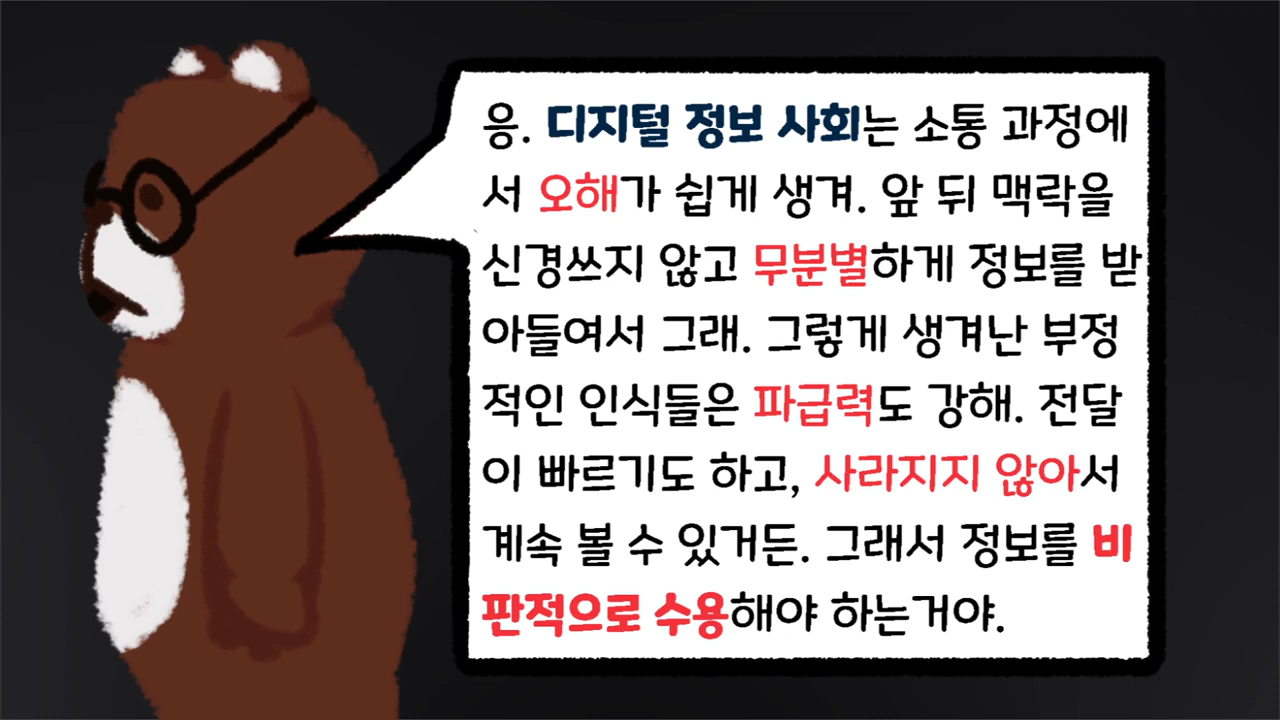 응. 디지털 정보 사회는 소통 과정에
서 오해가 쉽게 생겨. 앞 뒤 맥락을
신경쓰지 않고 무분별하게 정보를 받
아들여서 그래. 그렇게 생겨난 부정
적인 인식들은 파급력도 강해. 전달
이 빠르기도 하고, 사라지지 않아서
계속 볼 수 있거든. 그래서 정보를 비
판적으로 수용해야 하는거야.